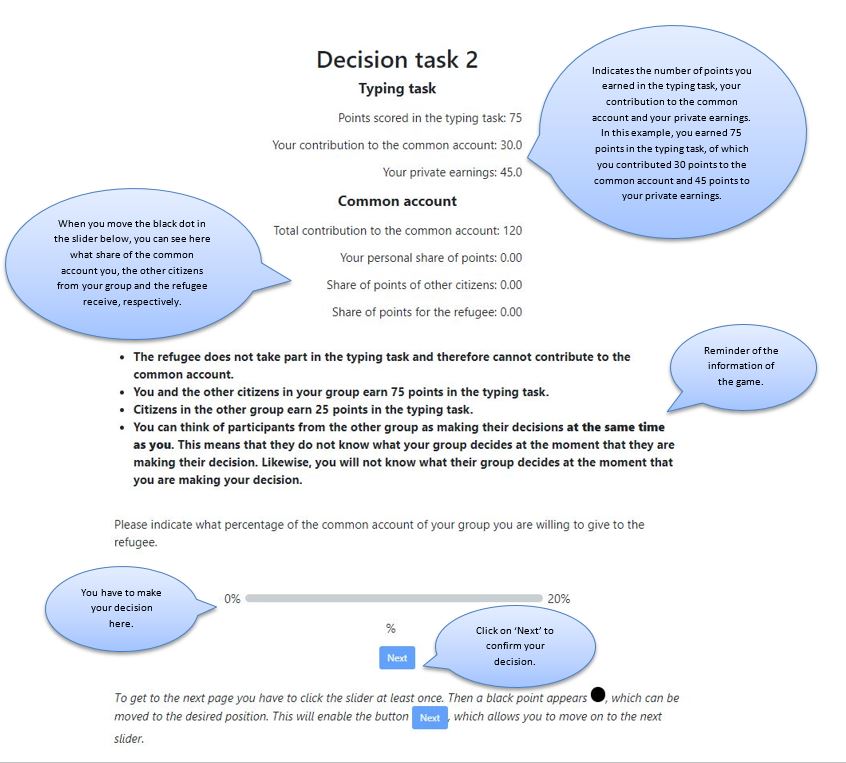 Decision task 2
Typing task
Points scored in the typing task: 75
Your contribution to the common account: 30.0
Your private earnings: 45.0
Indicates the number of points you
earned in the typing task, your
contribution to the common
account and your private earnings.
In this example, you earned 75
points in the typing task, of which
you contributed 30 points to the
common account and 45 points to
your private earnings.
Common account
Total contribution to the common account: 120
Your personal share of points: 0.00
Share of points of other citizens: 0.00
Share of points for the refugee: 0.00
When you move the black dot in
the slider below, you can see here
what share of the common
account you, the other citizens
from your group and the refugee
receive, respectively.
• The refugee does not take part in the typing task and therefore cannot contribute to the
common account.
• You and the other citizens in your group earn 75 points in the typing task.
• Citizens in the other group earn 25 points in the typing task.
• You can think of participants from the other group as making their decisions at the same time
as you. This means that they do not know what your group decides at the moment that they are
making their decision. Likewise, you will not know what their group decides at the moment that
you are making your decision.
Reminder of the
information of
the game.
Please indicate what percentage of the common account of your group you are willing to give to the
refugee.
You have to make
your decision
here.
0% 20%
%
Next
Click on ‘Next’ to
confirm your
decision.
To get to the next page you have to click the slider at least once. Then a black point appears , which can be
moved to the desired position. This will enable the button Next , which allows you to move on to the next
slider.